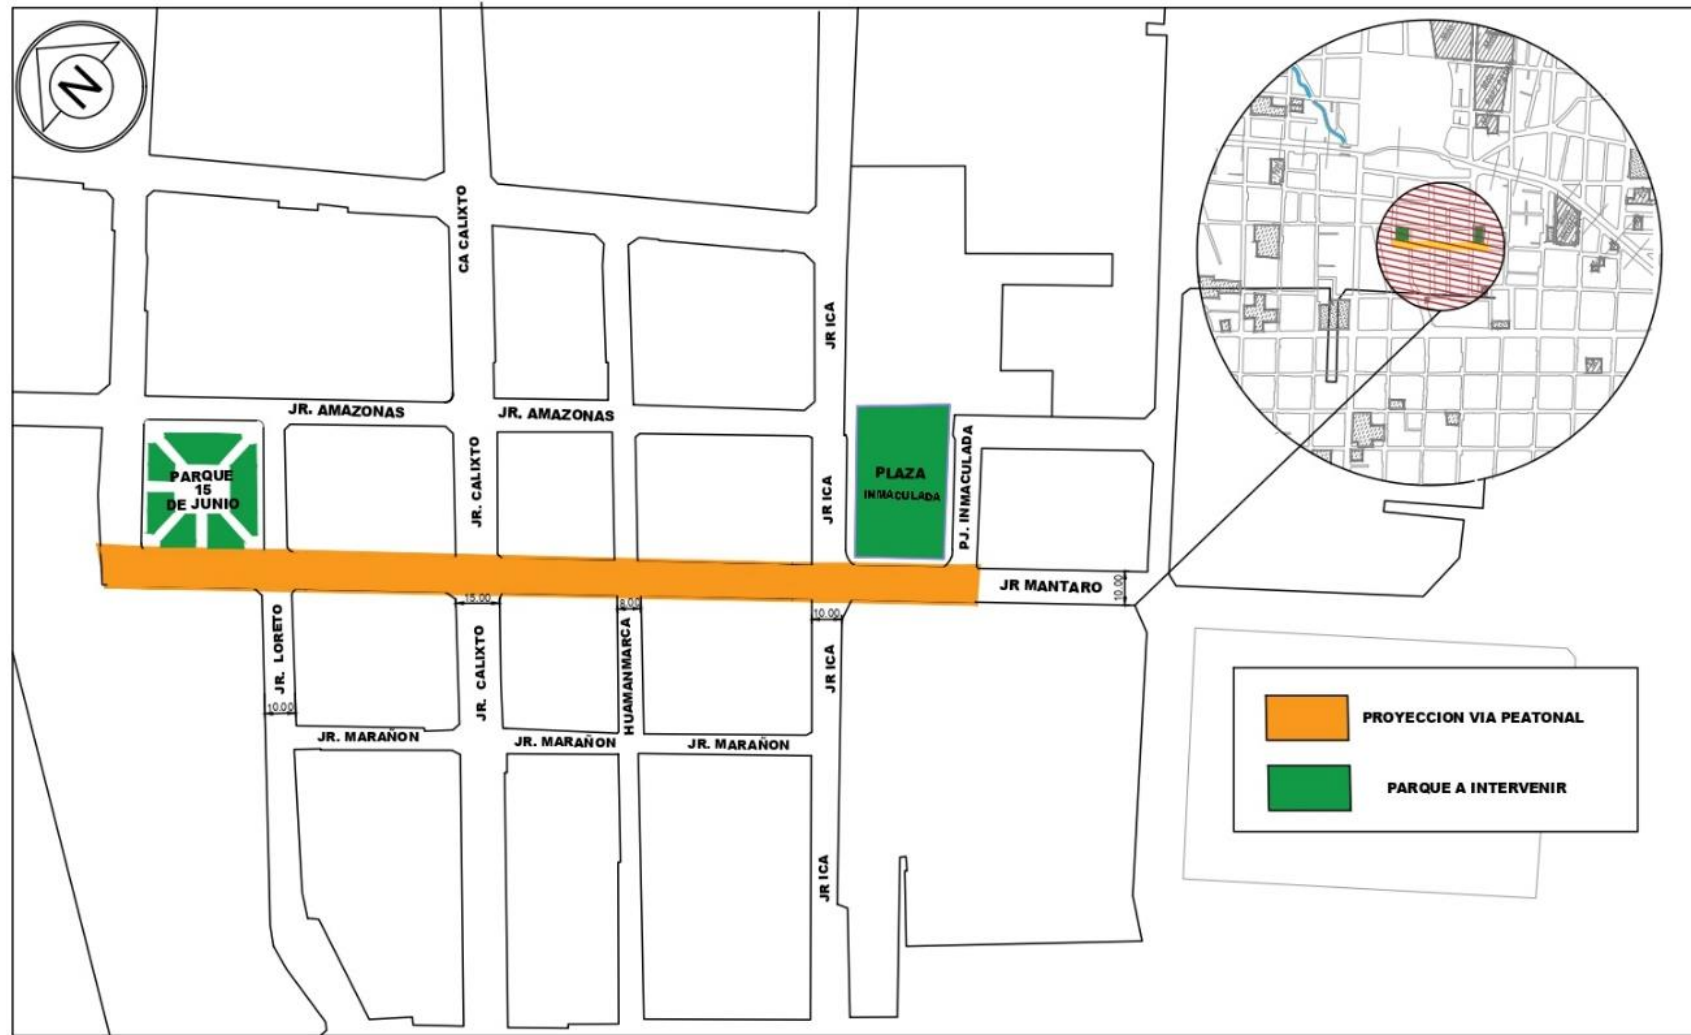 N
CA CALIXTO
JR ICA
JR. AMAZONAS
JR. AMAZONAS
PARQUE
15
DE JUNIO
JR. CALIXTO
JR ICA
PLAZA
INMACULADA
PJ. INMACULADA
JR MANTARO
10.00
15.00
8.00
10.00
JR. LORETO
10.00
JR. CALIXTO
HUAMANMARCA
JR ICA
JR. MARAÑON
JR. MARAÑON
JR. MARAÑON
JR ICA
PROYECCION VIA PEATONAL
PARQUE A INTERVENIR